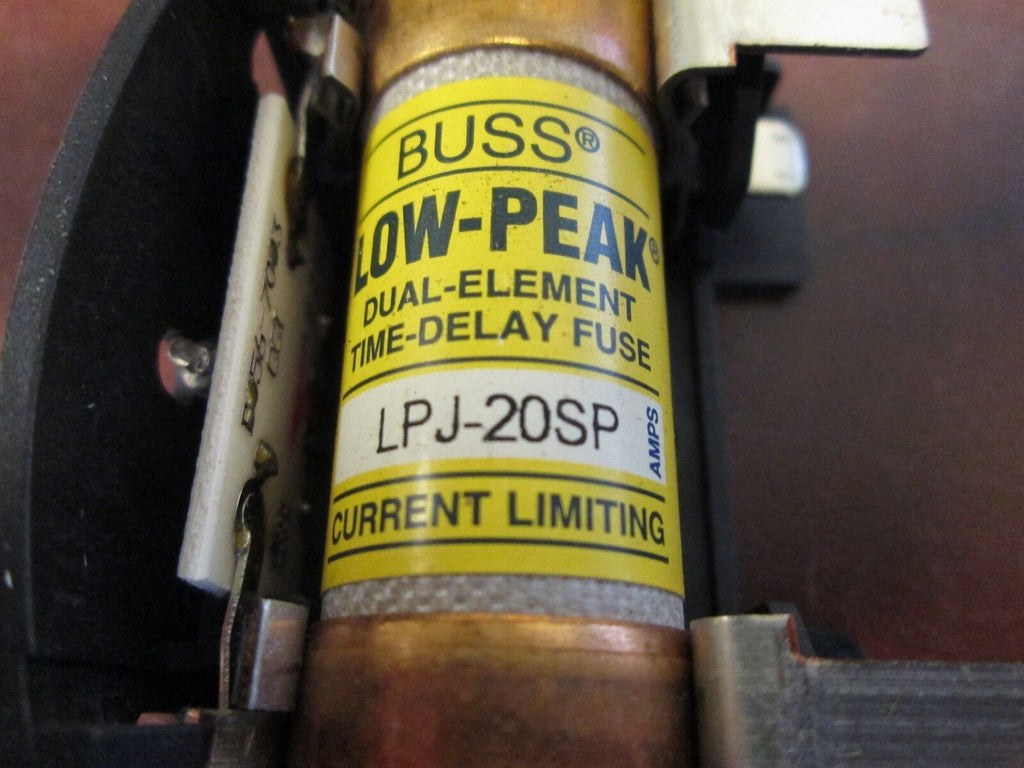 BUSS®
LOW-PEAK®
DUAL-ELEMENT
TIME-DELAY FUSE
LPJ-20SP
AMPS
CURRENT LIMITING